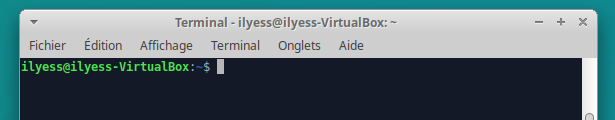 Terminal - ilyess@ilyess-VirtualBox: ~
Fichier Édition Affichage Terminal Onglets Aide
ilyess@ilyess-VirtualBox:~$